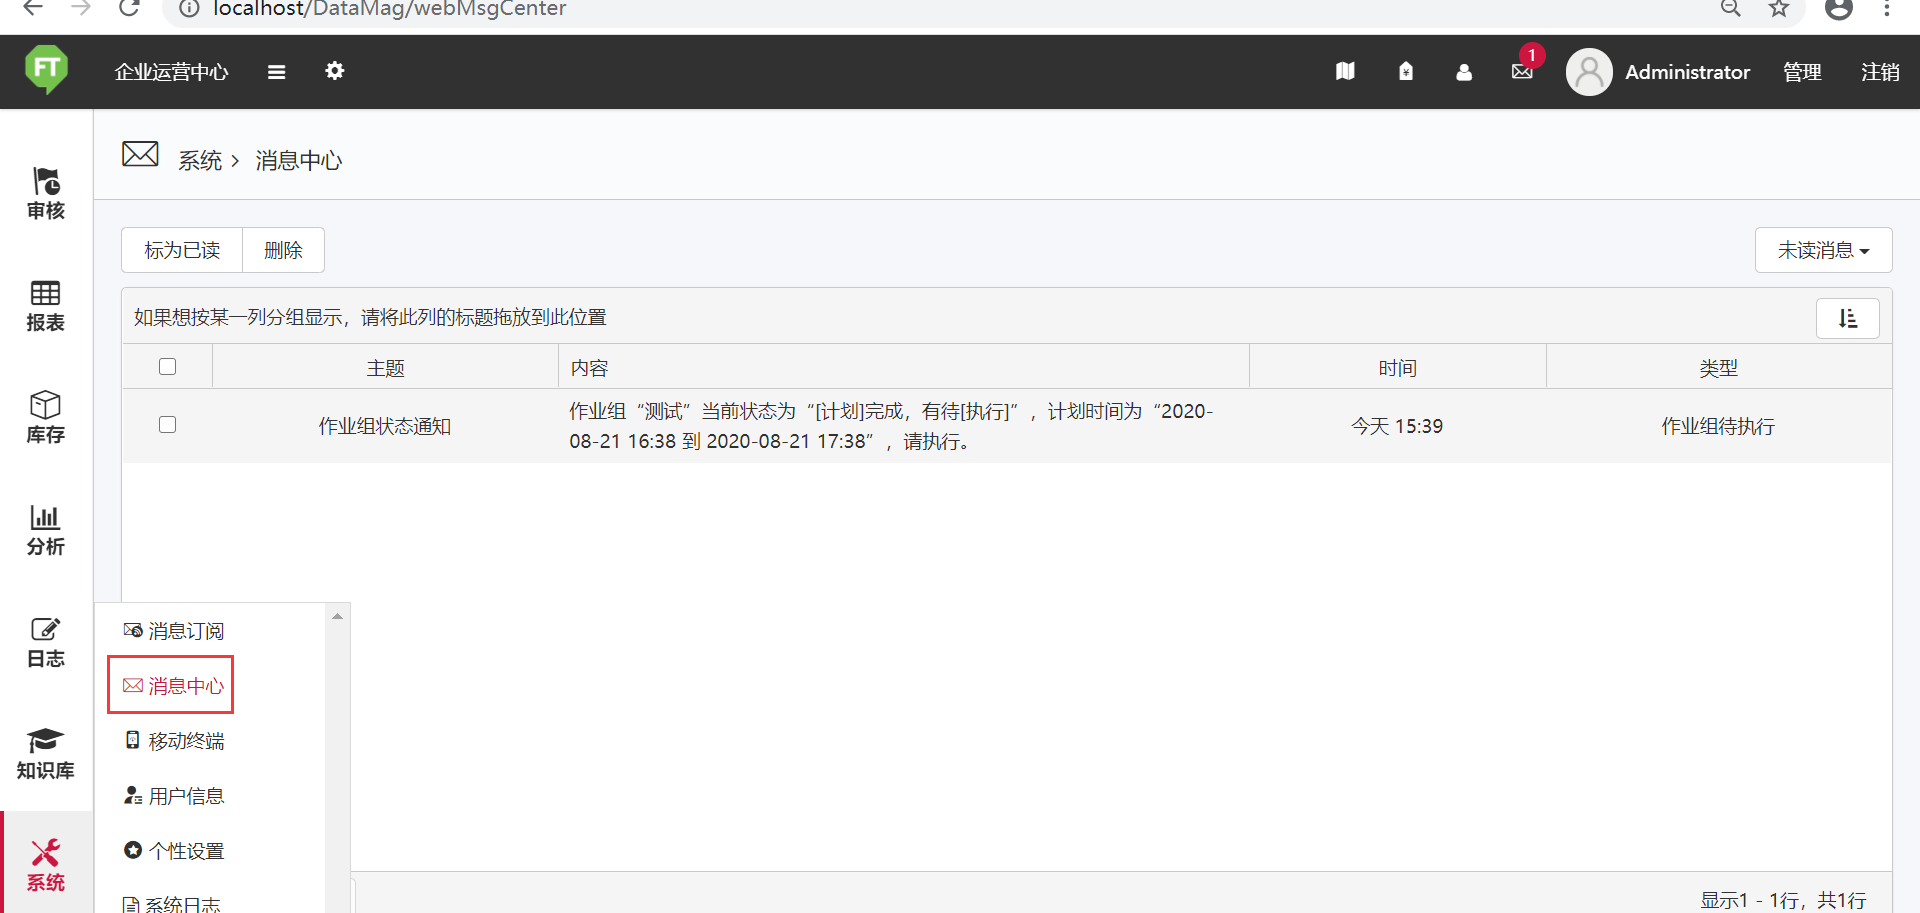 localhost/DataMag/webMsgCenter
FT
企业运营中心
1
Administrator
管理
注销
系统 > 消息中心
审核
报表
库存
分析
日志
知识库
系统
标为已读
删除
未读消息
如果想按某一列分组显示，请将此列的标题拖放到此位置
主题
内容
时间
类型
作业组状态通知
作业组“测试”当前状态为“[计划]完成，有待[执行]”，计划时间为“2020-
08-21 16:38 到 2020-08-21 17:38”，请执行。
今天 15:39
作业组待执行
消息订阅
消息中心
移动终端
用户信息
个性设置
系统日志
显示1 - 1行，共1行